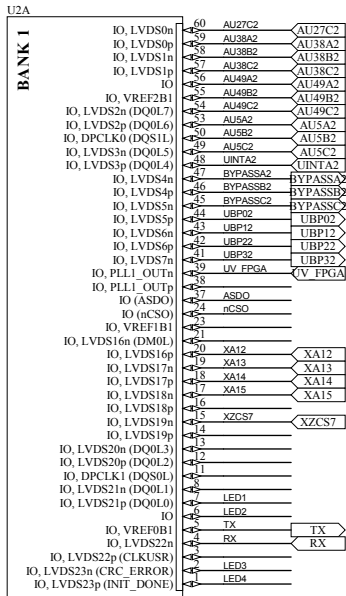 U2A
BANK 1
IO, LVDS0n 60 AU27C2 AU27C2
IO, LVDS0p 59 AU38A2 AU38A2
IO, LVDS1n 58 AU38B2 AU38B2
IO, LVDS1p 57 AU38C2 AU38C2
IO 56 AU49A2 AU49A2
IO, VREF2B1 55 AU49B2 AU49B2
IO, LVDS2n (DQ0L7) 54 AU49C2 AU49C2
IO, LVDS2p (DQ0L6) 53 AU5A2 AU5A2
IO, DPCLK0 (DQS1L) 50 AU5B2 AU5B2
IO, LVDS3n (DQ0L5) 49 AU5C2 AU5C2
IO, LVDS3p (DQ0L4) 48 UINTA2 UINTA2
IO, LVDS4n 47 BYPASSA2 BYPASSA2
IO, LVDS4p 46 BYPASSB2 BYPASSB2
IO, LVDS5n 45 BYPASSC2 BYPASSC2
IO, LVDS5p 44 UBP02 UBP02
IO, LVDS6n 43 UBP12 UBP12
IO, LVDS6p 42 UBP22 UBP22
IO, LVDS7n 41 UBP32 UBP32
IO, PLL1_OUTn 39 UV_FPGA UV_FPGA
IO, PLL1_OUTp 38
IO (ASDO) 37 ASDO
IO (nCSO) 24 nCSO
IO, VREF1B1 23
IO, LVDS16n (DM0L) 21
IO, LVDS16p 20 XA12 XA12
IO, LVDS17n 19 XA13 XA13
IO, LVDS17p 18 XA14 XA14
IO, LVDS18n 17 XA15 XA15
IO, LVDS18p 16
IO, LVDS19n 15 XZCS7 XZCS7
IO, LVDS19p 14
IO, LVDS20n (DQ0L3) 13
IO, LVDS20p (DQ0L2) 12
IO, DPCLK1 (DQS0L) 11
IO, LVDS21n (DQ0L1) 8
IO, LVDS21p (DQ0L0) 7 LED1
IO 6 LED2
IO, VREF0B1 5 TX TX
IO, LVDS22n 4 RX RX
IO, LVDS22p (CLKUSR) 3
IO, LVDS23n (CRC_ERROR) 2 LED3
IO, LVDS23p (INIT_DONE) 1 LED4